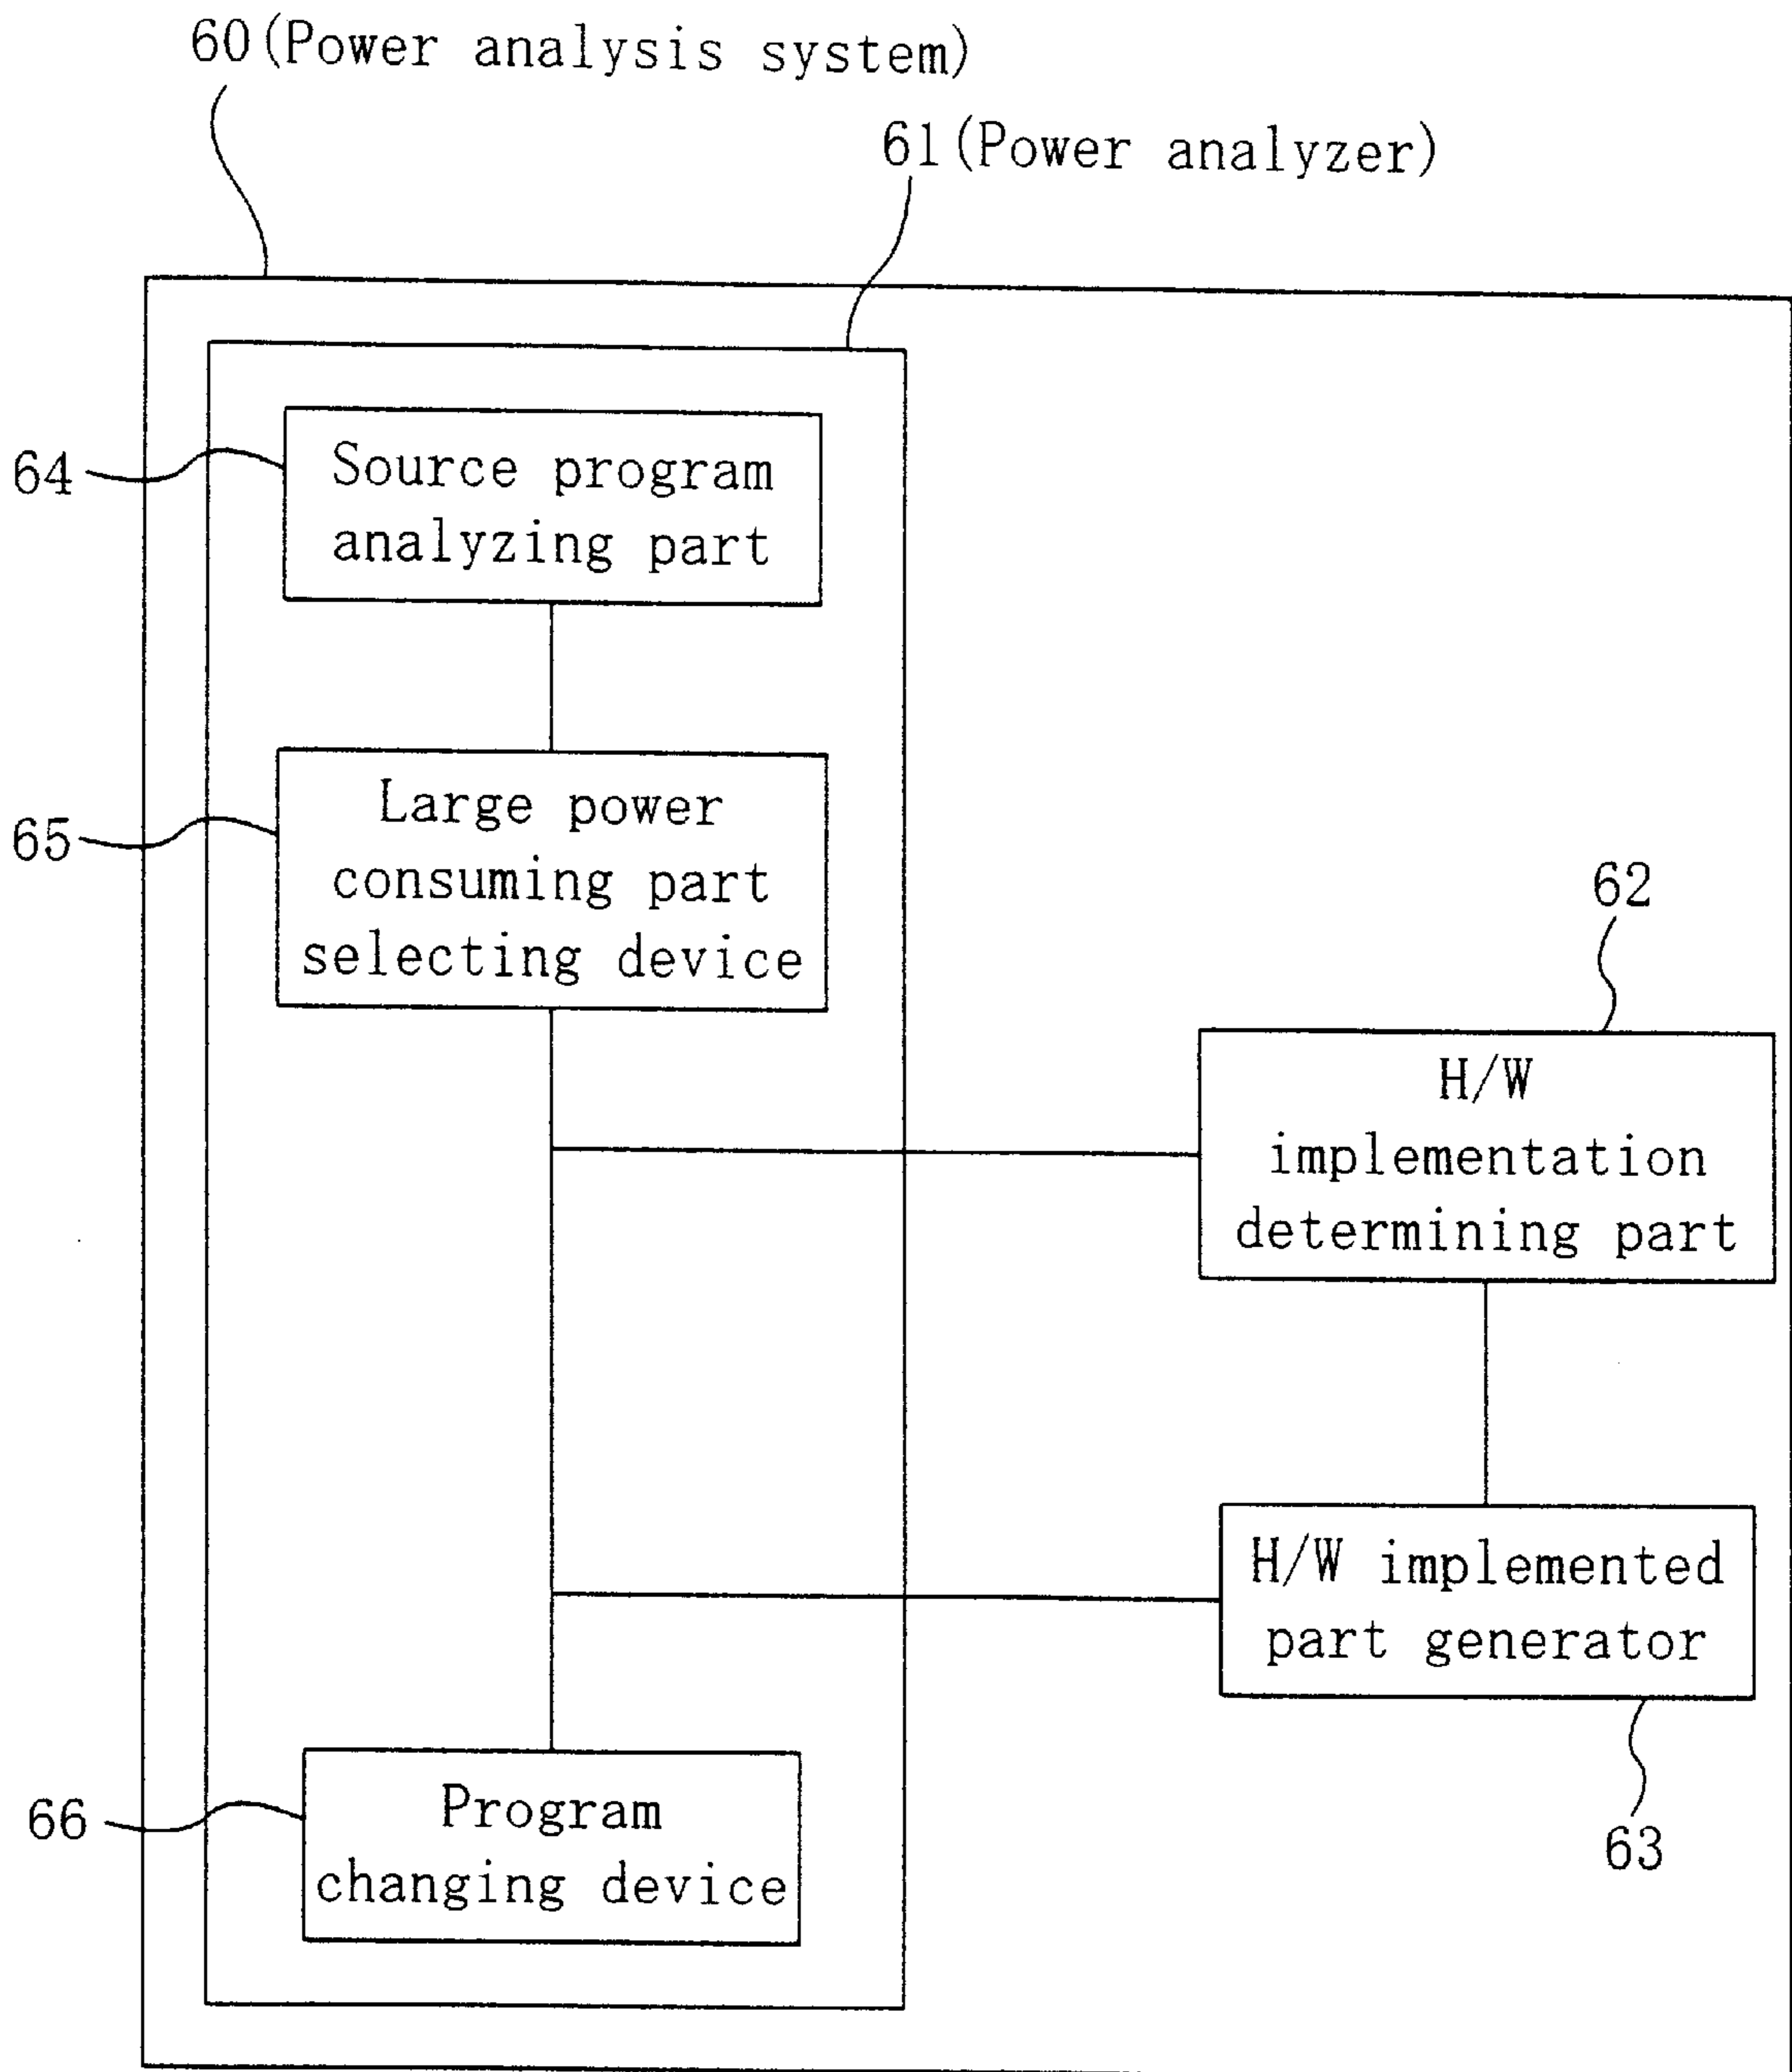 60(Power analysis system)
61(Power analyzer)
64
Source program
analyzing part
65
Large power
consuming part
selecting device
62
H/W
implementation
determining part
H/W implemented
part generator
63
66
Program
changing device